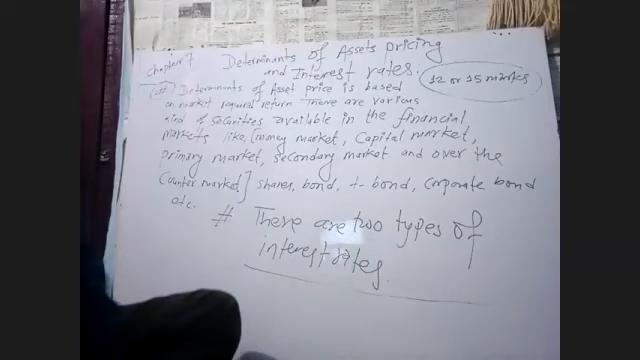 Chapter 7 Determinants of Assets pricing
and Interest rates.
12 or 15 marks
Determinants of Asset price is based
on market required return There are various
kind of securities available in the financial
markets like, [money market, Capital market,
primary market, secondary market and over the
Counter market] shares, bond, t-bond, corporate bond
etc.
# There are two types of
interest rates.